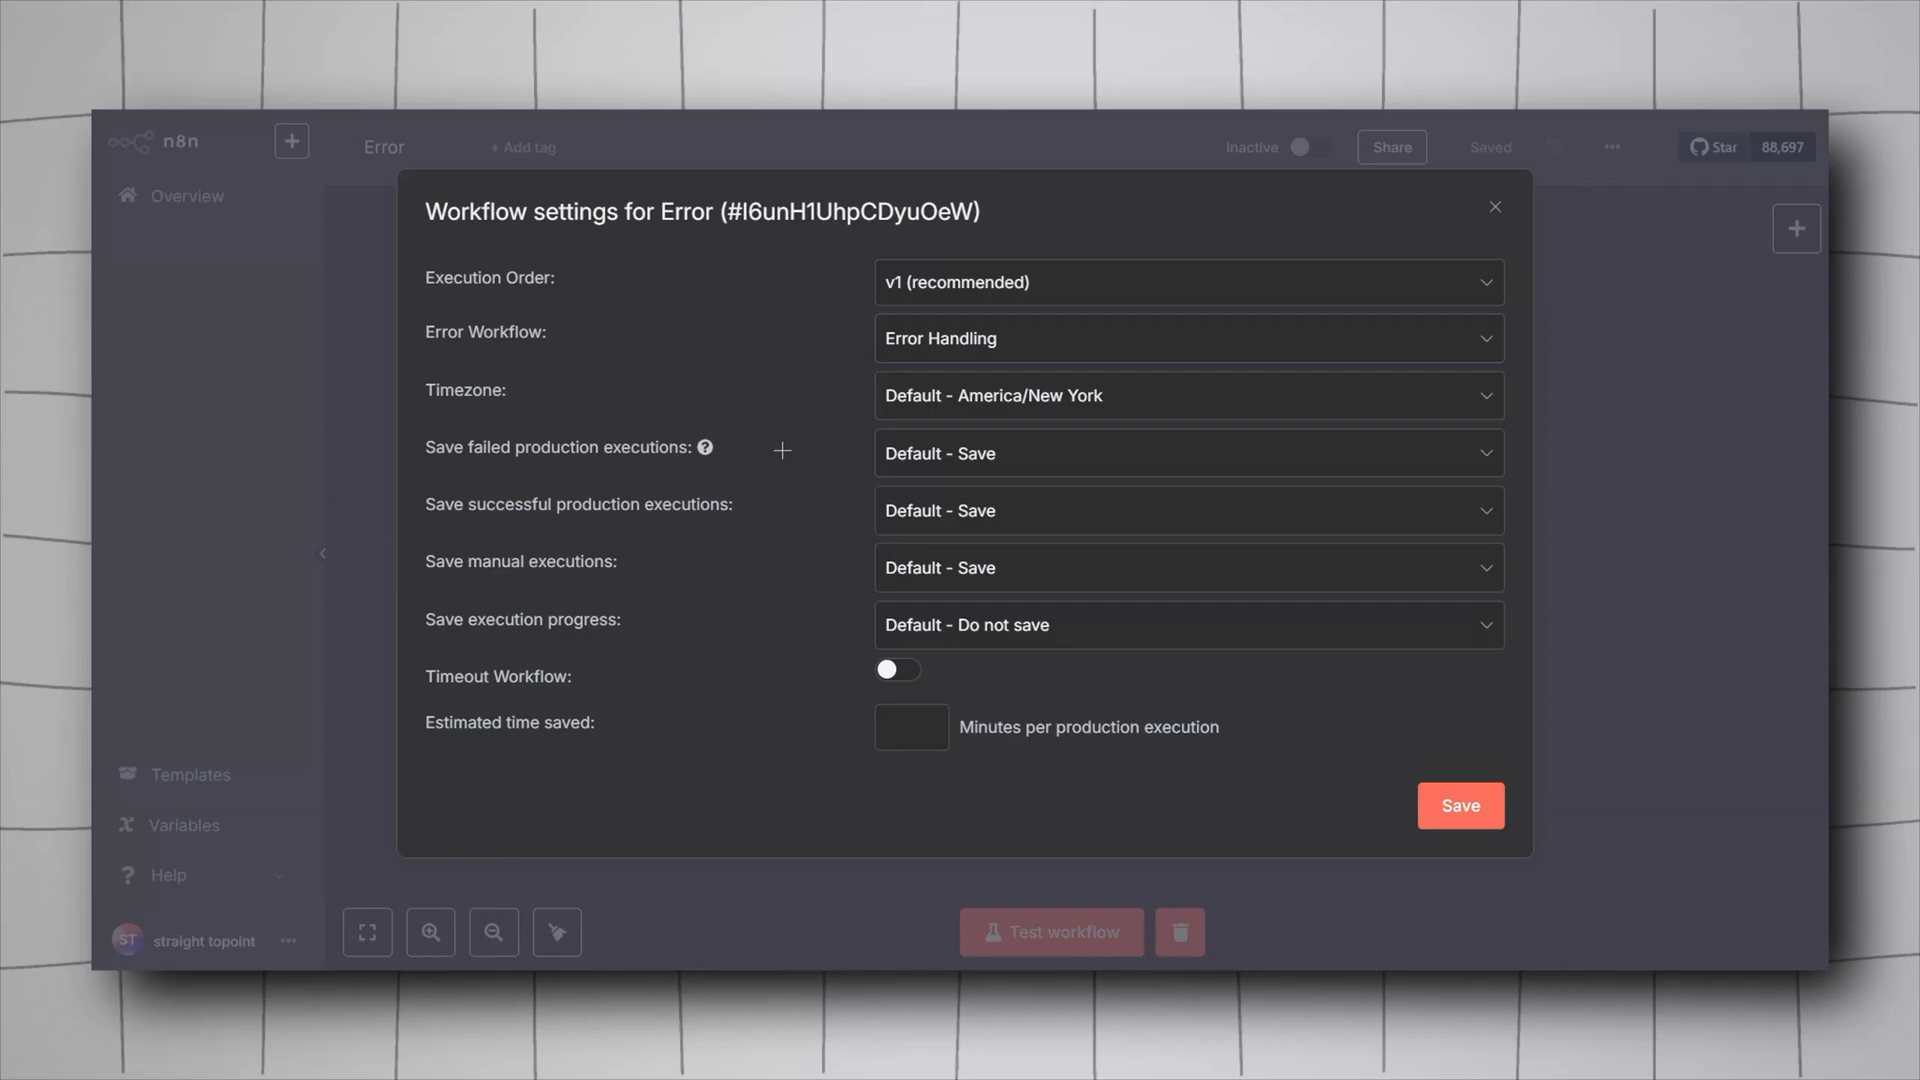 n8n
Error
+ Add tag
Inactive
Share
Saved
Star
88,697
Overview
Workflow settings for Error (#I6unH1UhpCDyuOeW)
Execution Order:
v1 (recommended)
Error Workflow:
Error Handling
Timezone:
Default - America/New York
Save failed production executions:
Default - Save
Save successful production executions:
Default - Save
Save manual executions:
Default - Save
Save execution progress:
Default - Do not save
Timeout Workflow:
Estimated time saved:
Minutes per production execution
Save
Templates
Variables
Help
ST
straight topoint
Test workflow